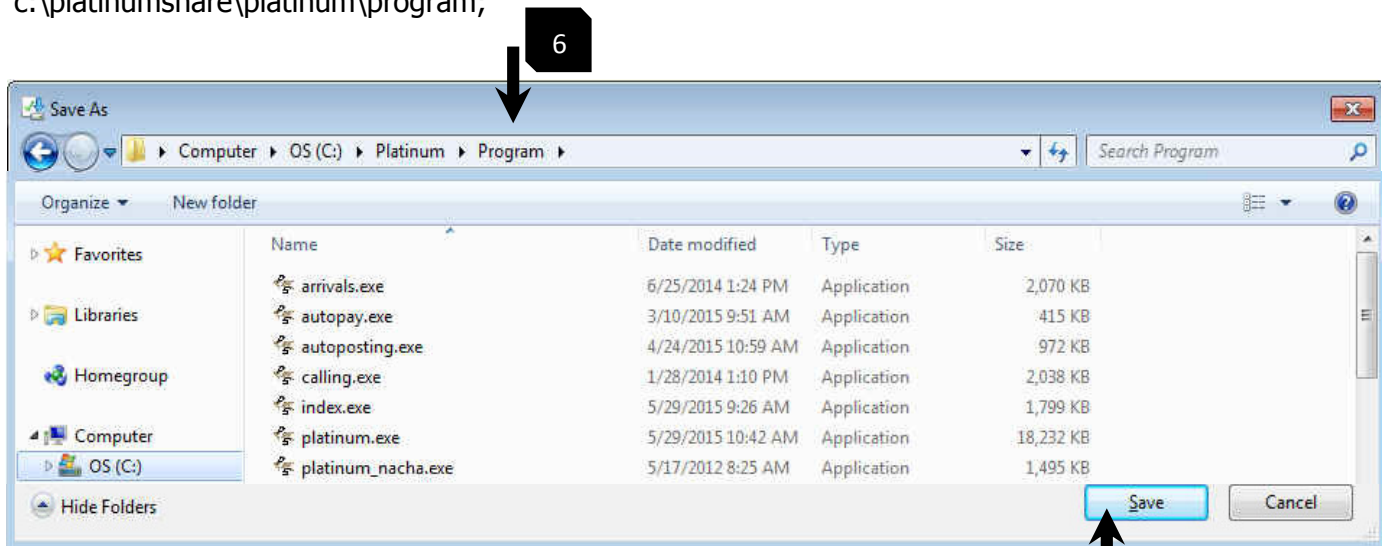 c:\platinumshare\platinum\program;
6
Save As
Computer OS (C:) Platinum Program
Search Program
Organize New folder
Name Date modified Type Size
Favorites
Libraries
Homegroup
Computer
OS (C:)
arrivals.exe 6/25/2014 1:24 PM Application 2,070 KB
autopay.exe 3/10/2015 9:51 AM Application 415 KB
autoposting.exe 4/24/2015 10:59 AM Application 972 KB
calling.exe 1/28/2014 1:10 PM Application 2,038 KB
index.exe 5/29/2015 9:26 AM Application 1,799 KB
platinum.exe 5/29/2015 10:42 AM Application 18,232 KB
platinum_nacha.exe 5/17/2012 8:25 AM Application 1,495 KB
Hide Folders
Save Cancel